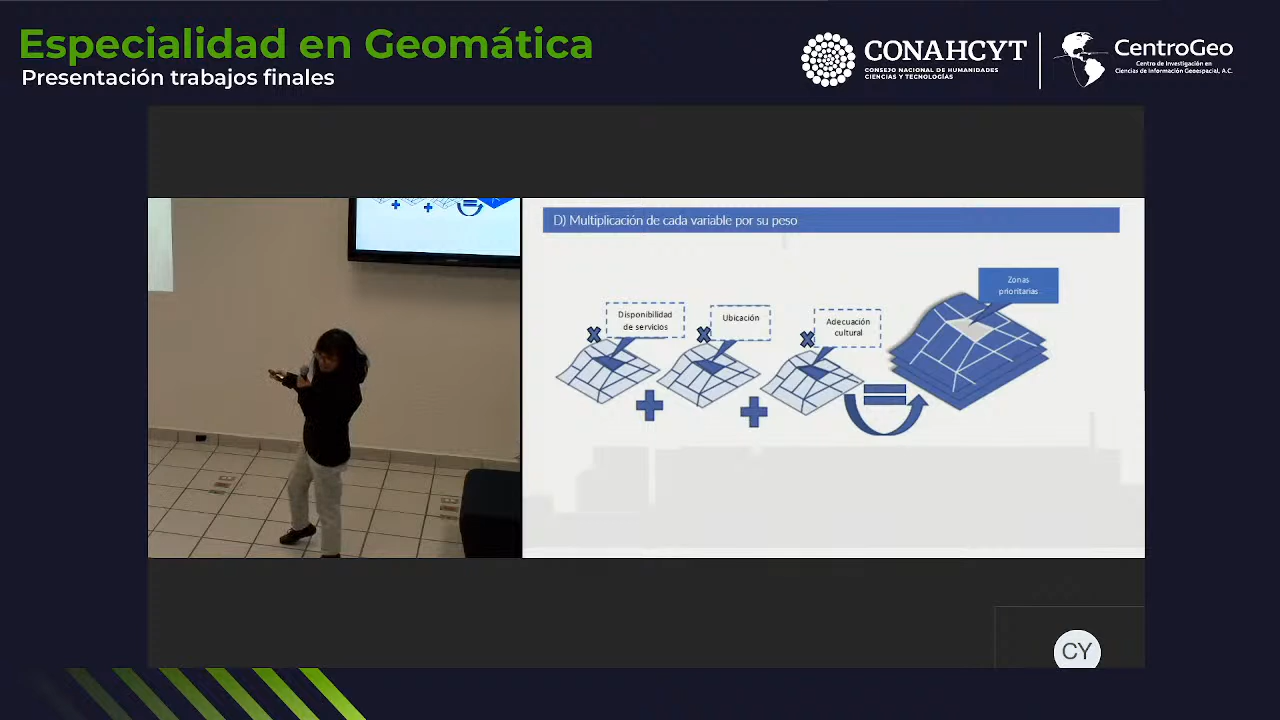 Especialidad en Geomática
Presentación trabajos finales
CONAHCYT
CONSEJO NACIONAL DE HUMANIDADES
CIENCIAS Y TECNOLOGÍAS
CentroGeo
Centro de Investigación en
Ciencias de Información Geoespacial, A.C.
D) Multiplicación de cada variable por su peso
Zonas
prioritarias
Disponibilidad
de servicios
Ubicación
Adecuación
cultural
CY